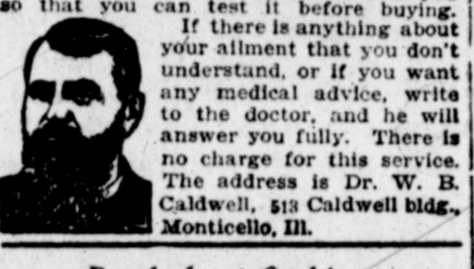 so that you can test it before buying.
If there is anything about
your ailment that you don't
understand, or if you want
any medical advice, write
to the doctor, and he will
answer you fully. There is
no charge for this service.
The address is Dr. W. B.
Caldwell, 513 Caldwell bldg.,
Monticello, Ill.